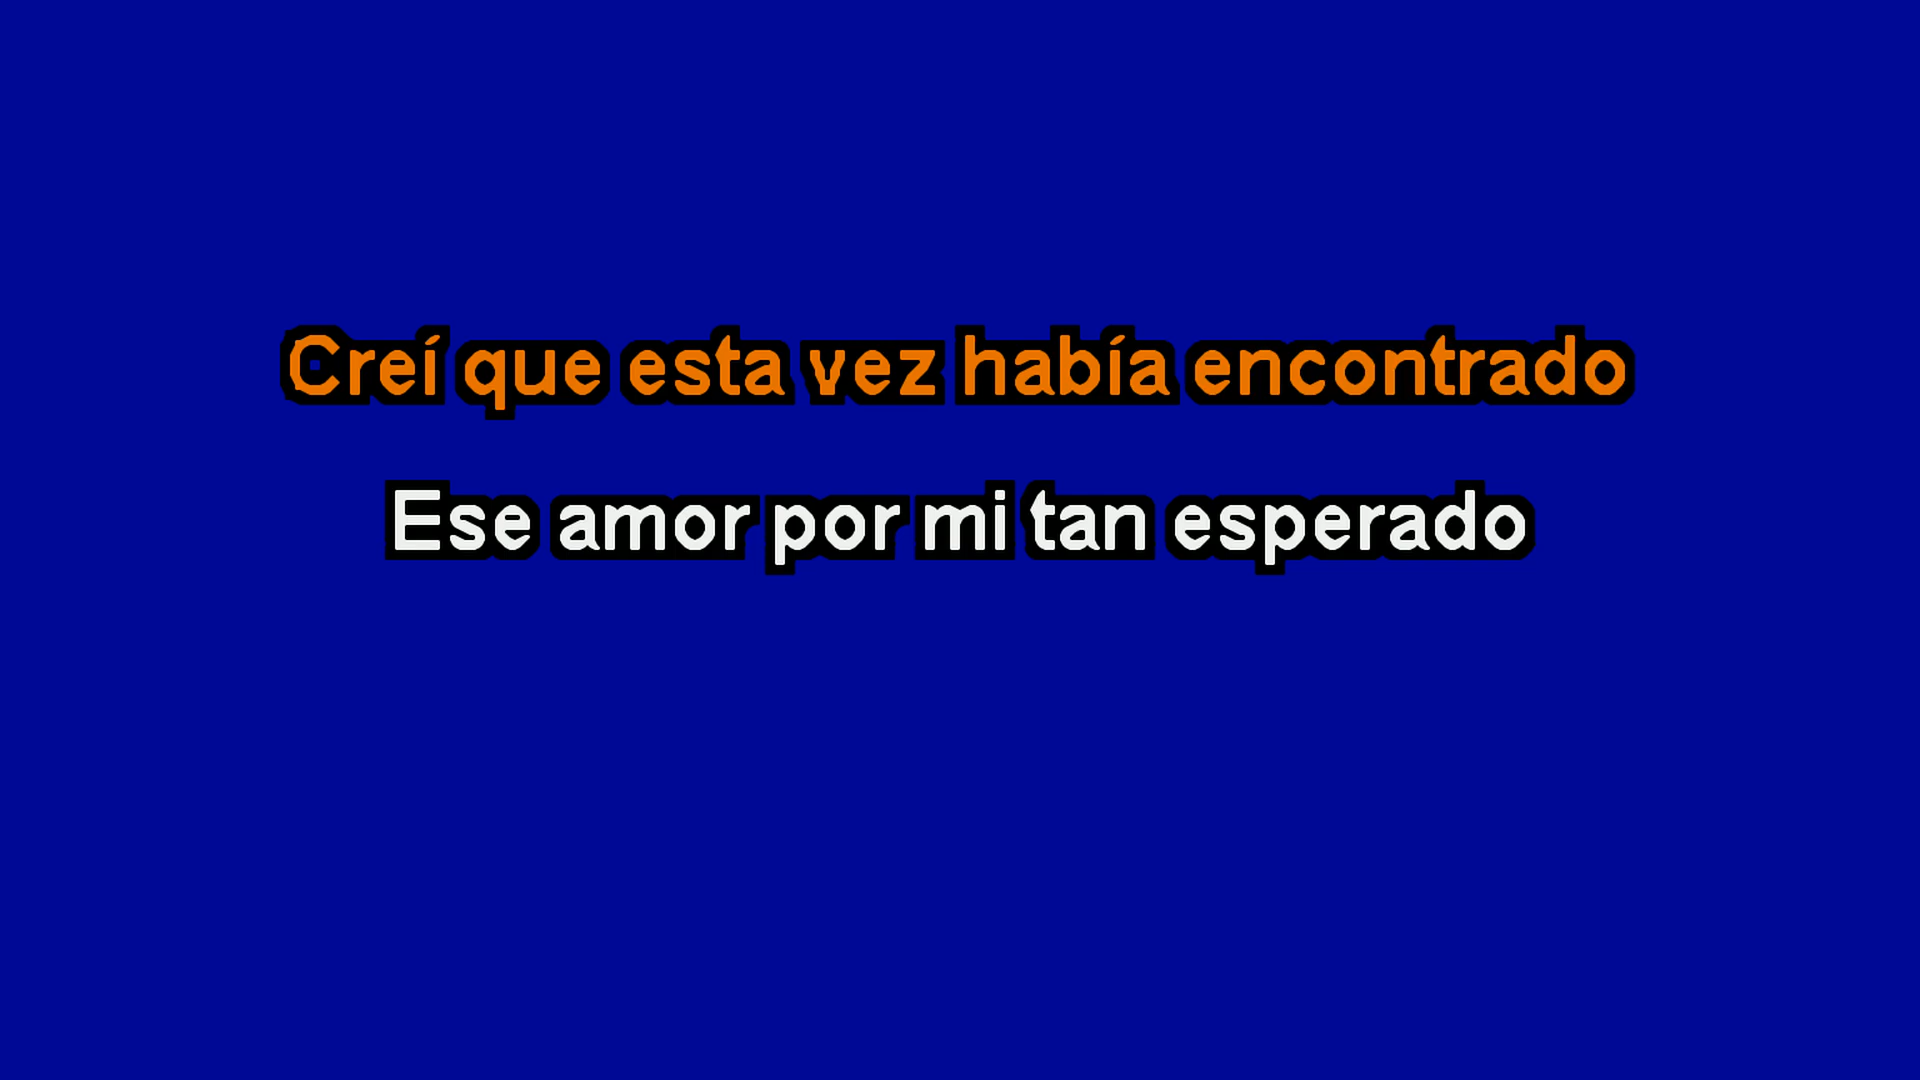 Creí que esta vez había encontrado
Ese amor por mi tan esperado